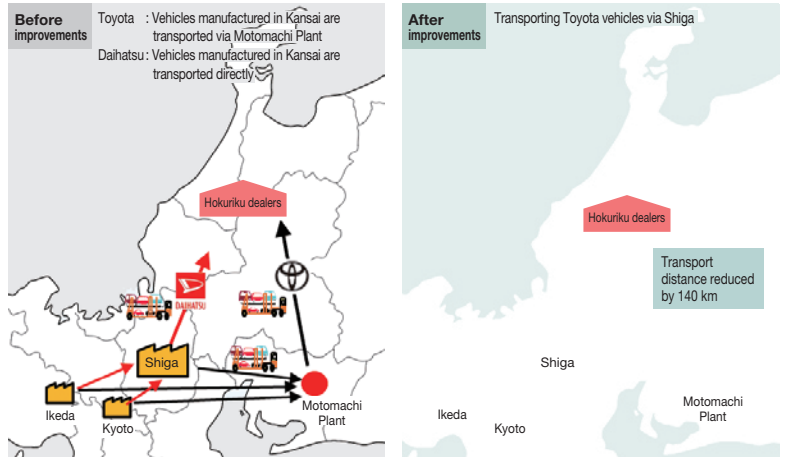 Before
improvements
Toyota : Vehicles manufactured in Kansai are
transported via Motomachi Plant
Daihatsu : Vehicles manufactured in Kansai are
transported directly
Hokuriku dealers
DAIHATSU
Shiga
Ikeda
Kyoto
Motomachi
Plant
After
improvements
Transporting Toyota vehicles via Shiga
Hokuriku dealers
Transport
distance reduced
by 140 km
Shiga
Ikeda
Kyoto
Motomachi
Plant